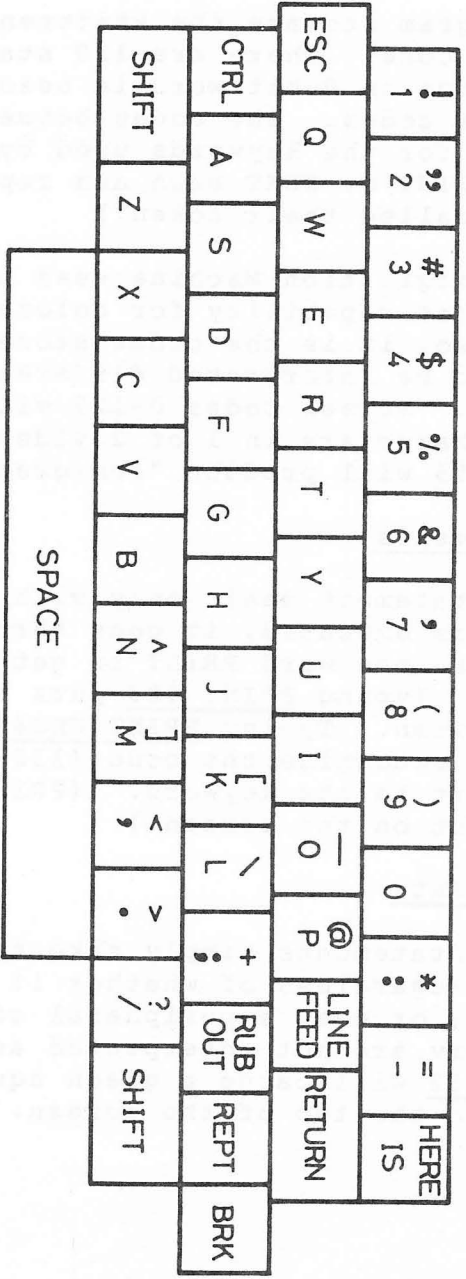 ! " # $ % & ' ( ) * = HERE
1 2 3 4 5 6 7 8 9 0 : - IS
_ @ LINE
ESC Q W E R T Y U I O P FEED RETURN
[ \ + RUB
CTRL A S D F G H J K L ; OUT REPT BRK
^ ] < > ?
SHIFT Z X C V B N M , . / SHIFT
SPACE